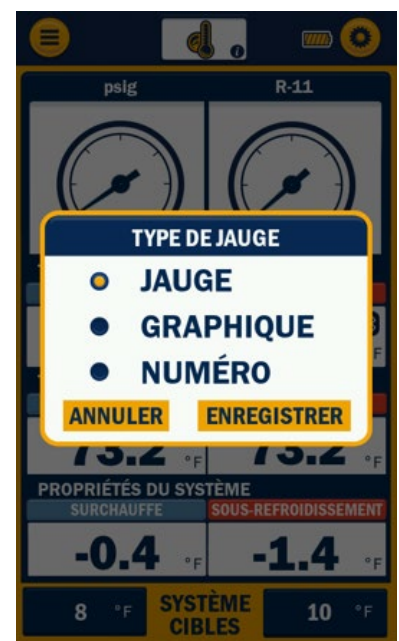 psig R-11
TYPE DE JAUGE
JAUGE
GRAPHIQUE
NUMÉRO
ANNULER ENREGISTRER
°F
73.2 °F 73.2 °F
PROPRIÉTÉS DU SYSTÈME
SURCHAUFFE SOUS-REFROIDISSEMENT
-0.4 °F -1.4 °F
8 °F SYSTÈME CIBLES 10 °F